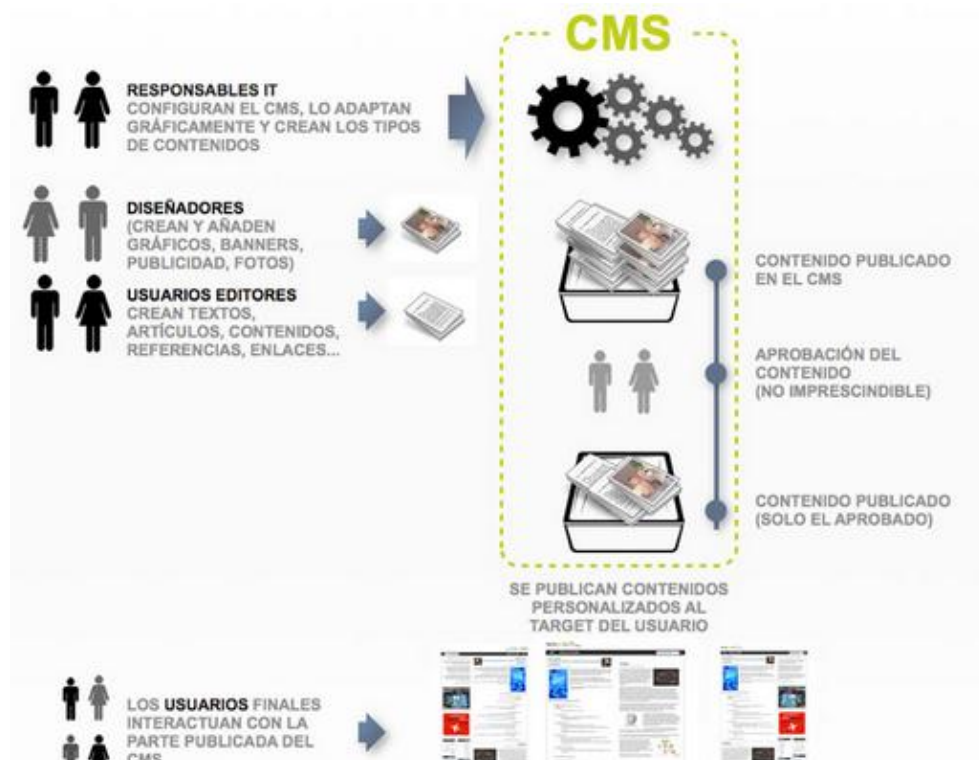 CMS
RESPONSABLES IT
CONFIGURAN EL CMS, LO ADAPTAN
GRÁFICAMENTE Y CREAN LOS TIPOS
DE CONTENIDOS
DISEÑADORES
(CREAN Y AÑADEN
GRÁFICOS, BANNERS,
PUBLICIDAD, FOTOS)
USUARIOS EDITORES
CREAN TEXTOS,
ARTÍCULOS, CONTENIDOS,
REFERENCIAS, ENLACES...
CONTENIDO PUBLICADO
EN EL CMS
APROBACIÓN DEL
CONTENIDO
(NO IMPRESCINDIBLE)
CONTENIDO PUBLICADO
(SOLO EL APROBADO)
SE PUBLICAN CONTENIDOS
PERSONALIZADOS AL
TARGET DEL USUARIO
LOS USUARIOS FINALES
INTERACTUAN CON LA
PARTE PUBLICADA DEL
CMS